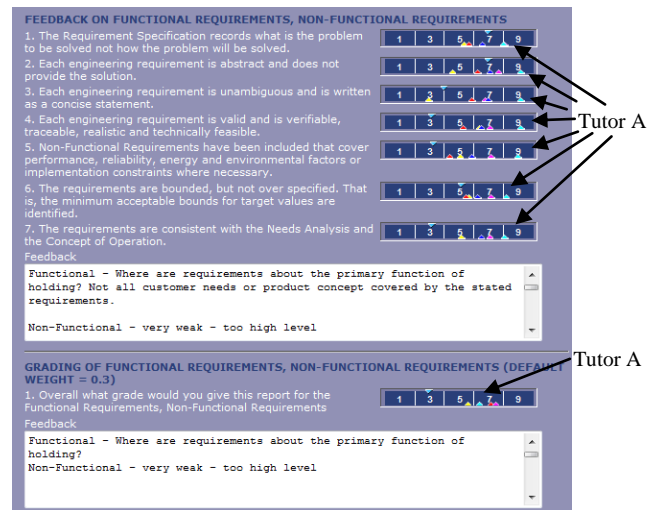 FEEDBACK ON FUNCTIONAL REQUIREMENTS, NON-FUNCTIONAL REQUIREMENTS
1. The Requirement Specification records what is the problem
to be solved not how the problem will be solved.
1 3 5 7 9
2. Each engineering requirement is abstract and does not
provide the solution.
1 3 5 7 9
3. Each engineering requirement is unambiguous and is written
as a concise statement.
1 3 5 7 9
Tutor A
4. Each engineering requirement is valid and is verifiable,
traceable, realistic and technically feasible.
1 3 5 7 9
5. Non-Functional Requirements have been included that cover
performance, reliability, energy and environmental factors or
implementation constraints where necessary.
1 3 5 7 9
6. The requirements are bounded, but not over specified. That
is, the minimum acceptable bounds for target values are
identified.
1 3 5 7 9
7. The requirements are consistent with the Needs Analysis and
the Concept of Operation.
1 3 5 7 9
Feedback
Functional - Where are requirements about the primary function of
holding? Not all customer needs or product concept covered by the stated
requirements.
Non-Functional - very weak - too high level
Tutor A
GRADING OF FUNCTIONAL REQUIREMENTS, NON-FUNCTIONAL REQUIREMENTS (DEFAULT
WEIGHT = 0.3)
1. Overall what grade would you give this report for the
Functional Requirements, Non-Functional Requirements
1 3 5 7 9
Feedback
Functional - Where are requirements about the primary function of
holding?
Non-Functional - very weak - too high level